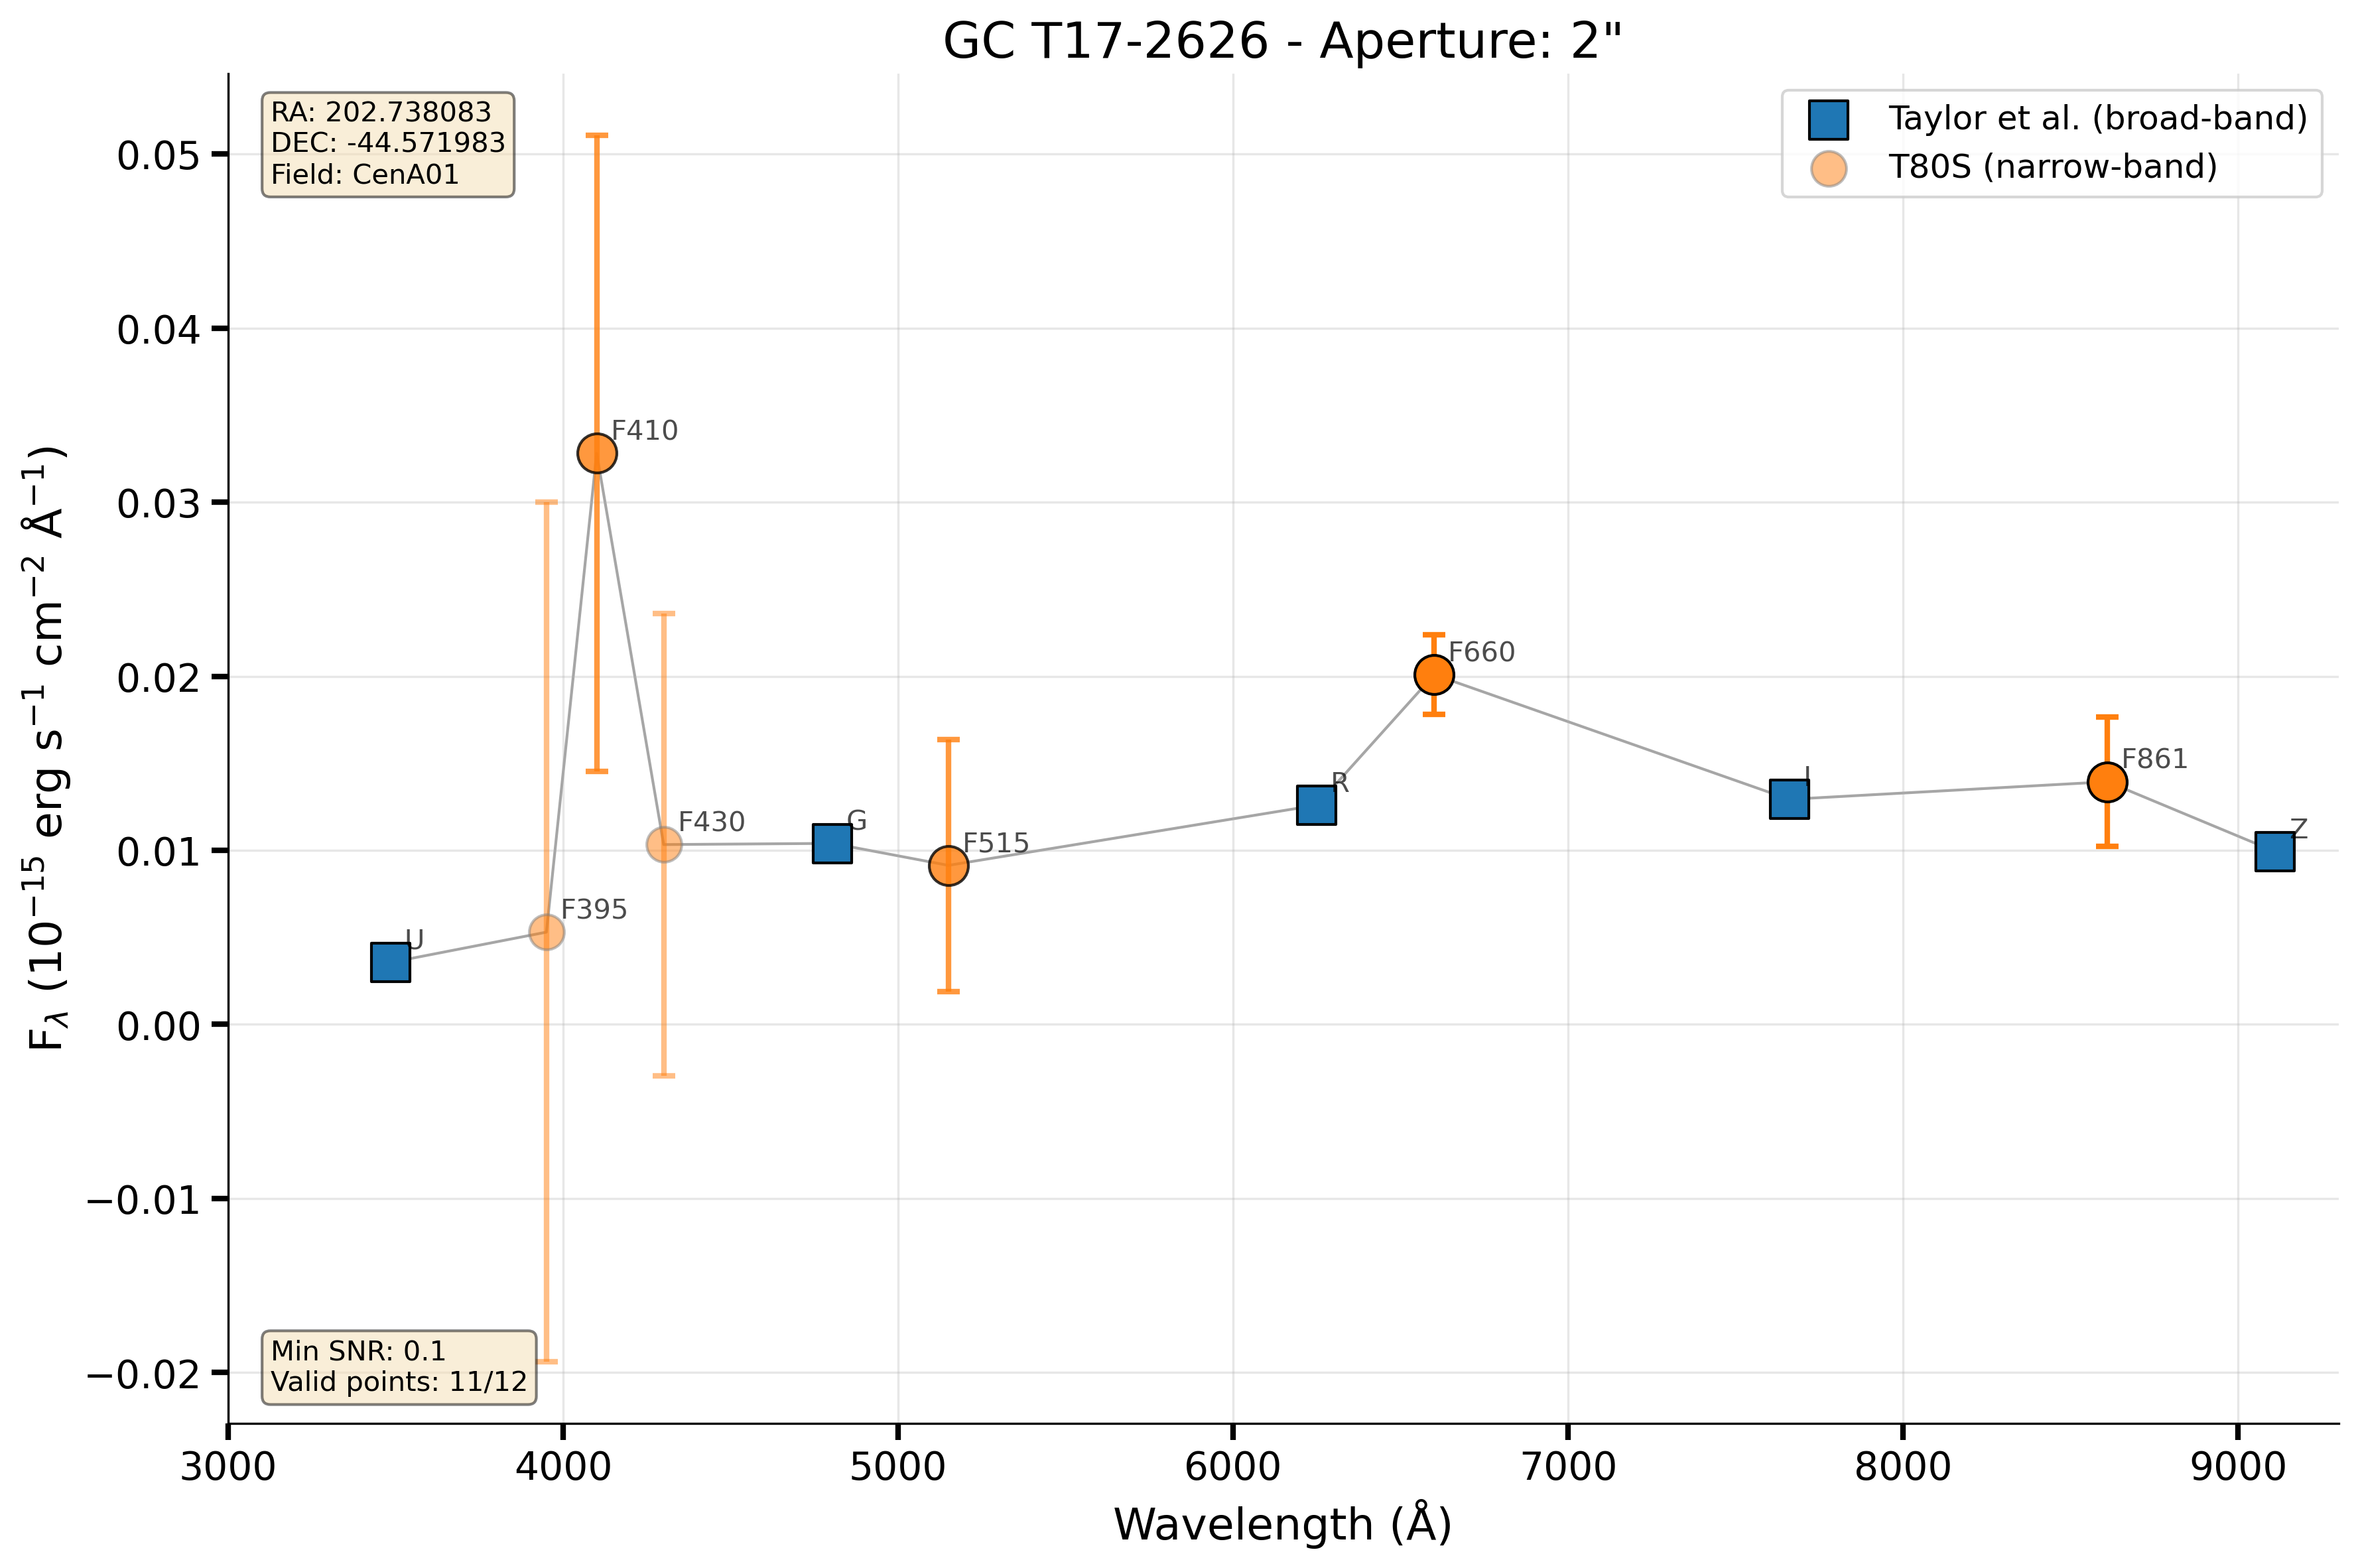 GC T17-2626 - Aperture: 2"
RA: 202.738083
DEC: -44.571983
Field: CenA01
Taylor et al. (broad-band)
T80S (narrow-band)
0.05
0.04
0.03
0.02
0.01
0.00
−0.01
−0.02
F410
F660
F861
I
R
Z
F430
G
F515
F395
U
Fλ (10⁻¹⁵ erg s⁻¹ cm⁻² Å⁻¹)
Min SNR: 0.1
Valid points: 11/12
3000 4000 5000 6000 7000 8000 9000
Wavelength (Å)